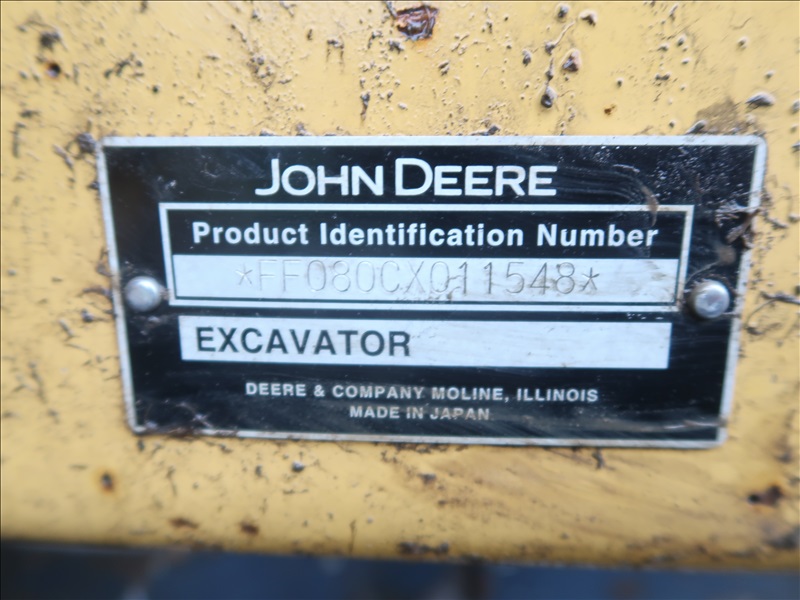 JOHN DEERE
Product Identification Number
*FF080CX011548*
EXCAVATOR
DEERE & COMPANY MOLINE, ILLINOIS
MADE IN JAPAN